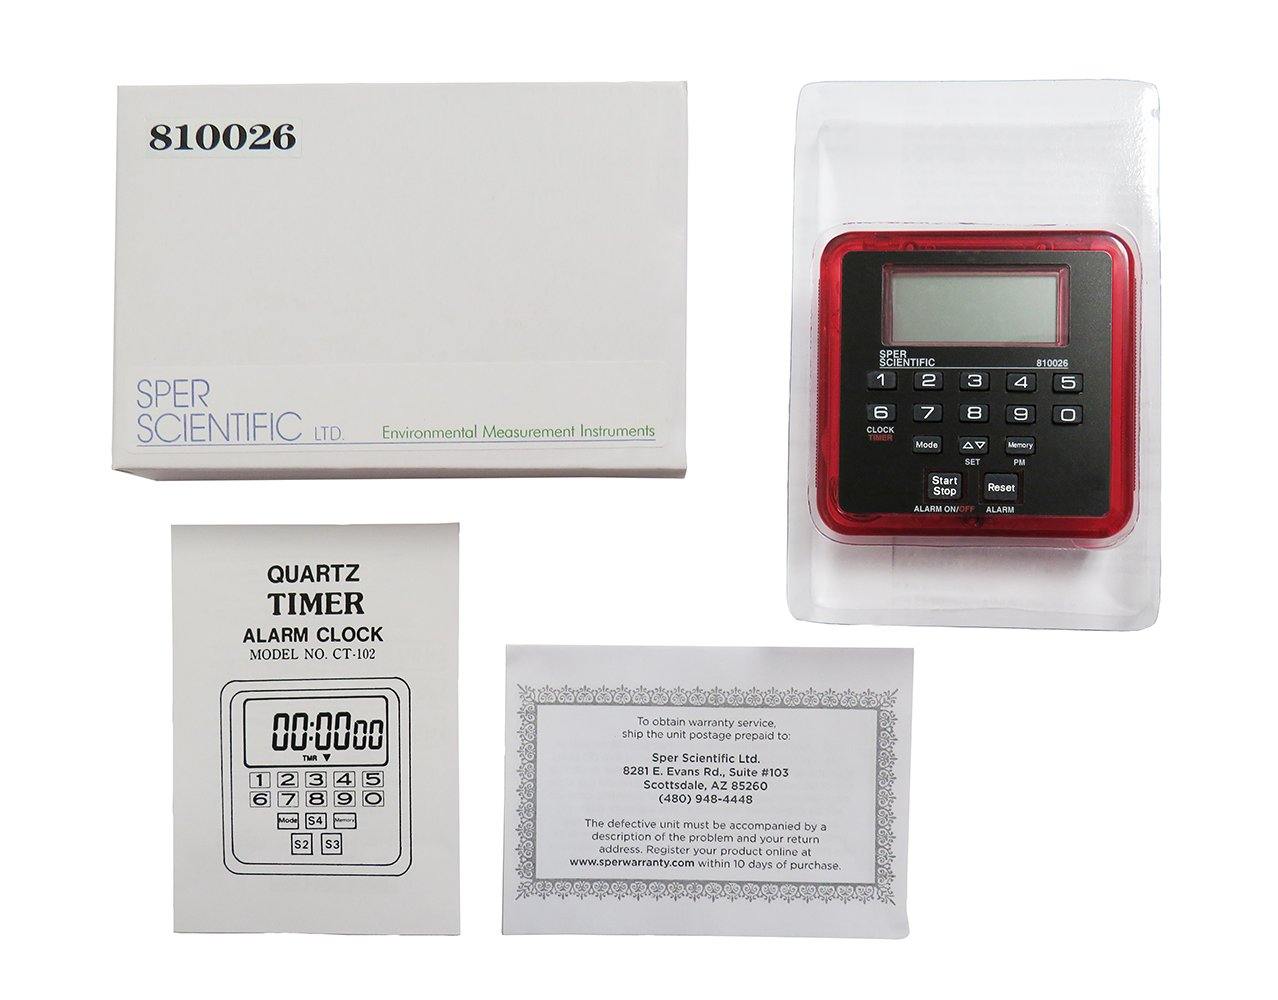 810026
SPER
SCIENTIFIC LTD.
Environmental Measurement Instruments
SPER
SCIENTIFIC
810026
1 2 3 4 5
6 7 8 9 0
CLOCK
TIMER
Mode △▽ Memory
SET PM
Start
Stop
Reset
ALARM ON/OFF ALARM
QUARTZ
TIMER
ALARM CLOCK
MODEL NO. CT-102
00:0000
TMR ▼
1 2 3 4 5
6 7 8 9 0
Mode S4 Memory
S2 S3
To obtain warranty service,
ship the unit postage prepaid to:
Sper Scientific Ltd.
8281 E. Evans Rd., Suite #103
Scottsdale, AZ 85260
(480) 948-4448
The defective unit must be accompanied by a
description of the problem and your return
address. Register your product online at
www.sperwarranty.com within 10 days of purchase.